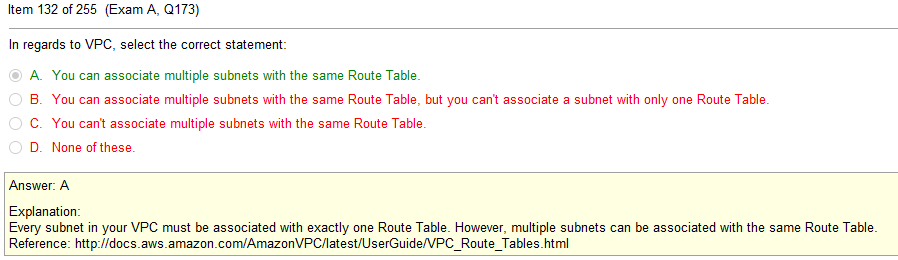 Item 132 of 255 (Exam A, Q173)
In regards to VPC, select the correct statement:
A. You can associate multiple subnets with the same Route Table.
B. You can associate multiple subnets with the same Route Table, but you can't associate a subnet with only one Route Table.
C. You can't associate multiple subnets with the same Route Table.
D. None of these.
Answer: A
Explanation:
Every subnet in your VPC must be associated with exactly one Route Table. However, multiple subnets can be associated with the same Route Table.
Reference: http://docs.aws.amazon.com/AmazonVPC/latest/UserGuide/VPC_Route_Tables.html